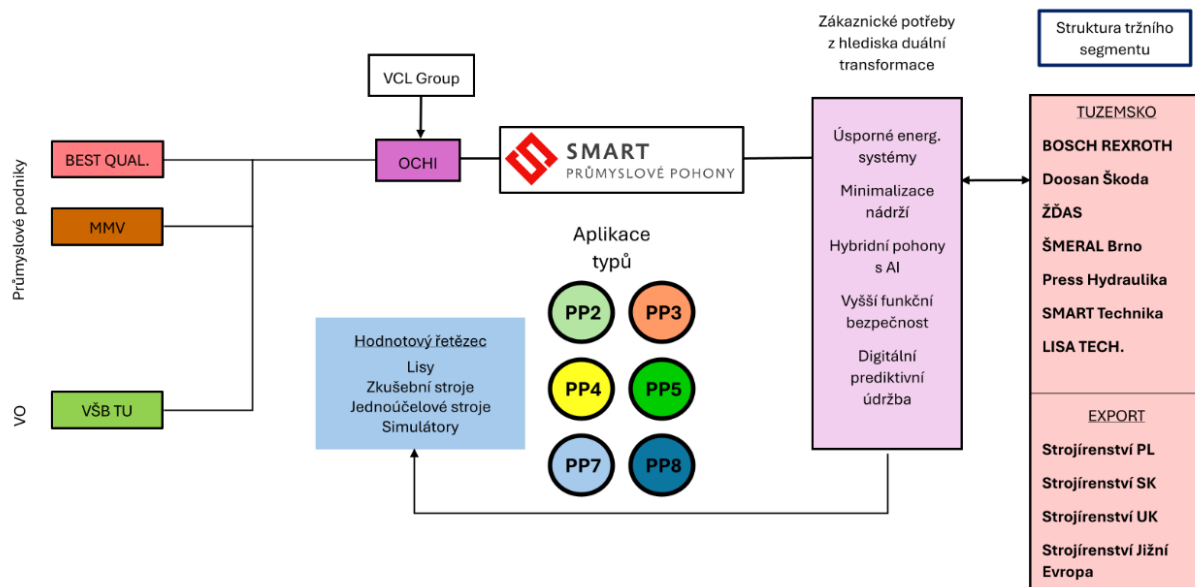 Zákaznické potřeby
z hlediska duální
transformace
Struktura tržního
segmentu
VCL Group
Průmyslové podniky
BEST QUAL.
MMV
VO
VŠB TU
OCHI
SMART
PRŮMYSLOVÉ POHONY
Aplikace
typů
PP2
PP3
PP4
PP5
PP7
PP8
Hodnotový řetězec
Lisy
Zkušební stroje
Jednoúčelové stroje
Simulátory
Úsporné energ.
systémy
Minimalizace
nádrží
Hybridní pohony
s AI
Vyšší funkční
bezpečnost
Digitální
prediktivní
údržba
TUZEMSKO
BOSCH REXROTH
Doosan Škoda
ŽĎAS
ŠMERAL Brno
Press Hydraulika
SMART Technika
LISA TECH.
EXPORT
Strojírenství PL
Strojírenství SK
Strojírenství UK
Strojírenství Jižní
Evropa